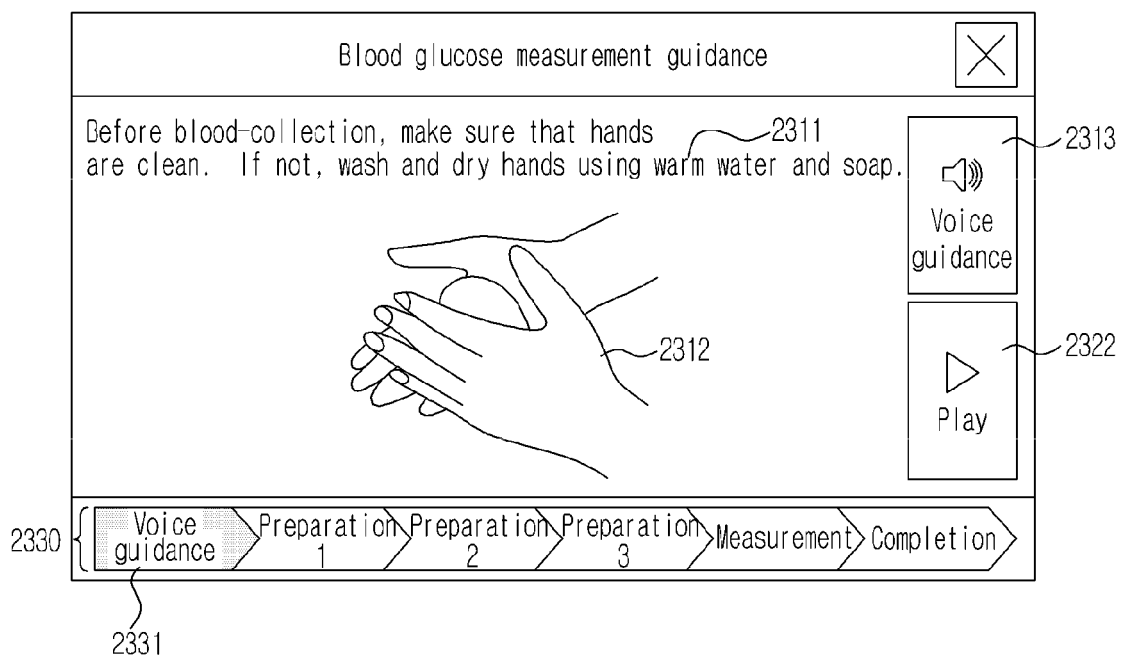 Blood glucose measurement guidance
Before blood-collection, make sure that hands
are clean. If not, wash and dry hands using warm water and soap.
2311
2313
Voice
guidance
2312
2322
Play
2330
Voice
guidance
Preparation
1
Preparation
2
Preparation
3
Measurement
Completion
2331